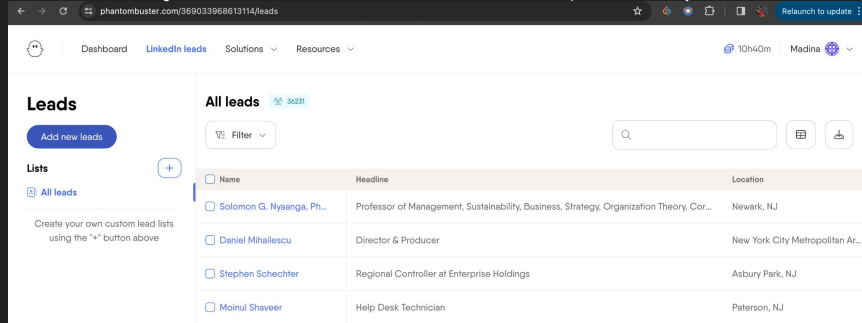 phantombuster.com/369033968613114/leads
Relaunch to update
Dashboard
LinkedIn leads
Solutions
Resources
10h40m
Madina
Leads
Add new leads
Lists
+
All leads
Create your own custom lead lists
using the "+" button above
All leads
36231
Filter
Name Headline Location
Solomon G. Nyaanga, Ph... Professor of Management, Sustainability, Business, Strategy, Organization Theory, Cor... Newark, NJ
Daniel Mihailescu Director & Producer New York City Metropolitan Ar...
Stephen Schechter Regional Controller at Enterprise Holdings Asbury Park, NJ
Moinul Shaveer Help Desk Technician Paterson, NJ